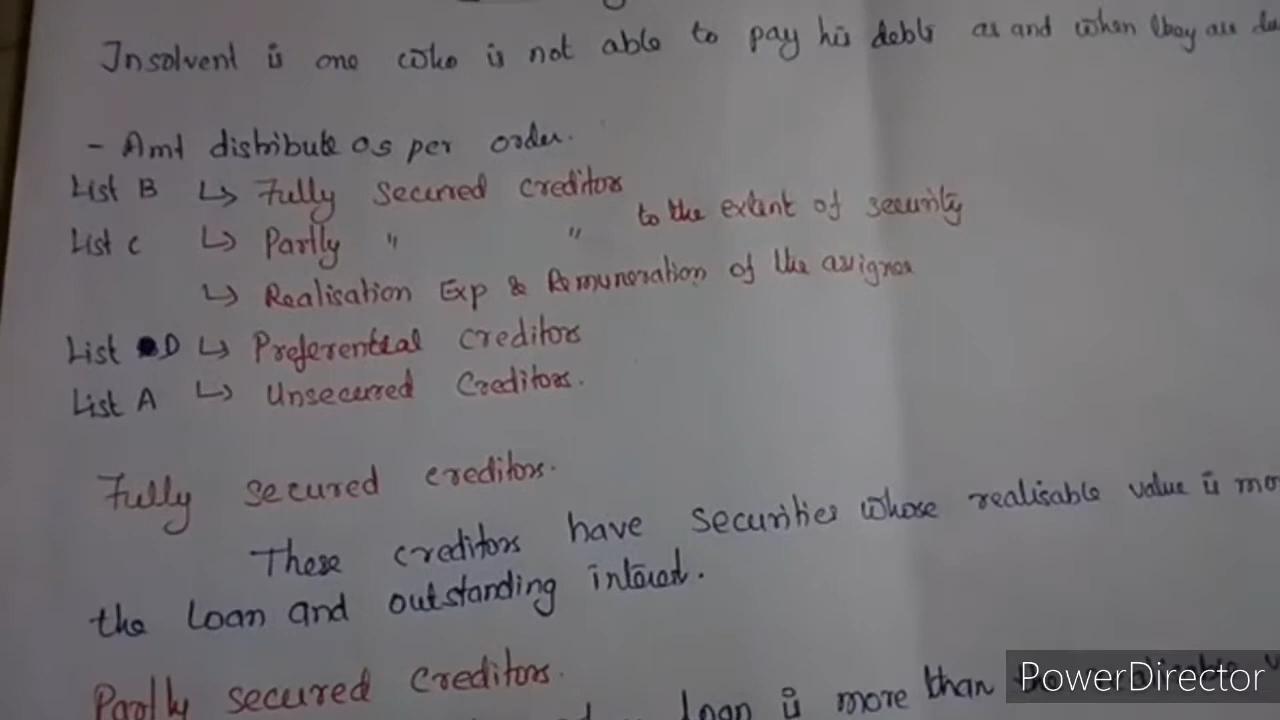 Insolvent is one who is not able to pay his debts as and when they are
- Amt distribute as per order.
List B ↳ Fully Secured creditors
List C ↳ Partly " " to the extent of security
↳ Realisation Exp & Remuneration of the assignee
List D ↳ Preferential creditors
List A ↳ Unsecured Creditors.
Fully secured creditors.
These creditors have securities whose realisable value is
the Loan and outstanding interest.
Partly secured creditors.
loan is more than the
PowerDirector